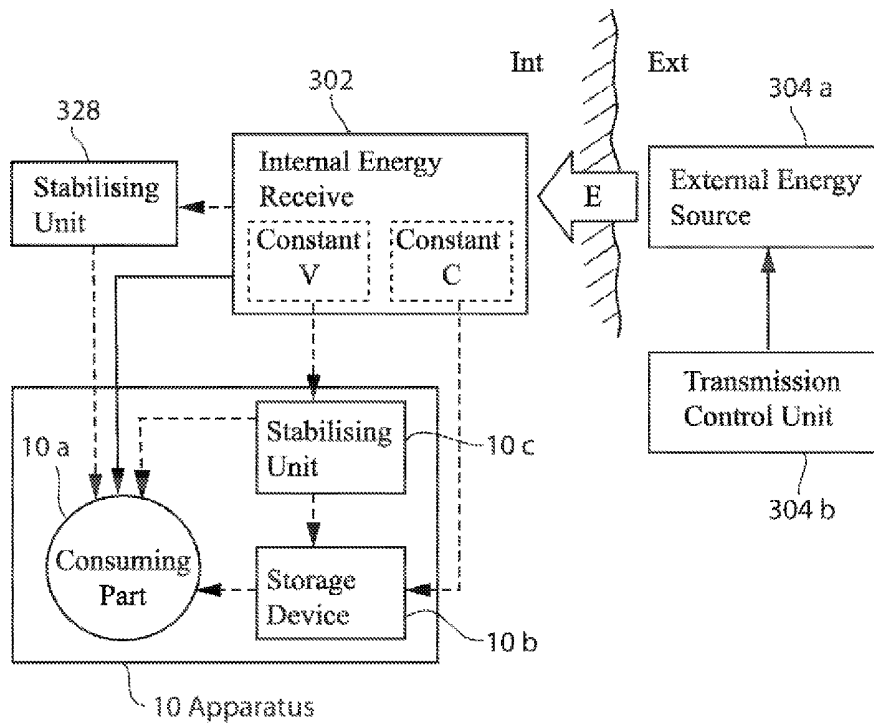 Int
Ext
302
304 a
328
Internal Energy
Receive
External Energy
Source
Stabilising
Unit
E
Constant
V
Constant
C
Transmission
Control Unit
10 a
Stabilising
Unit
10 c
304 b
Consuming
Part
Storage
Device
10 b
10 Apparatus